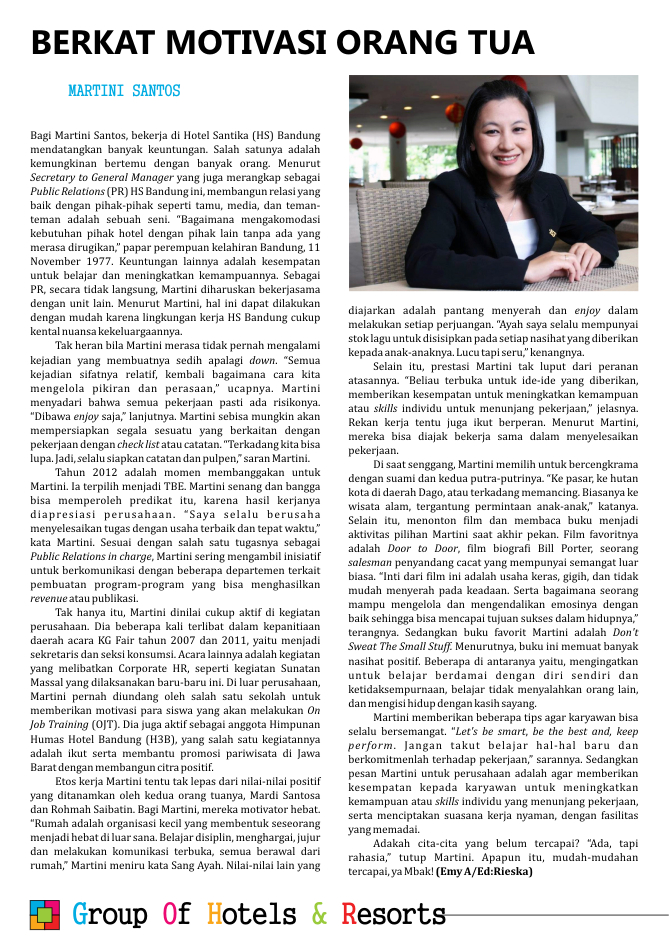 BERKAT MOTIVASI ORANG TUA
MARTINI SANTOS
Bagi Martini Santos, bekerja di Hotel Santika (HS) Bandung
mendatangkan banyak keuntungan. Salah satunya adalah
kemungkinan bertemu dengan banyak orang. Menurut
Secretary to General Manager yang juga merangkap sebagai
Public Relations (PR) HS Bandung ini, membangun relasi yang
baik dengan pihak-pihak seperti tamu, media, dan teman-
teman adalah sebuah seni. “Bagaimana mengakomodasi
kebutuhan pihak hotel dengan pihak lain tanpa ada yang
merasa dirugikan,” papar perempuan kelahiran Bandung, 11
November 1977. Keuntungan lainnya adalah kesempatan
untuk belajar dan meningkatkan kemampuannya. Sebagai
PR, secara tidak langsung, Martini diharuskan bekerjasama
dengan unit lain. Menurut Martini, hal ini dapat dilakukan
dengan mudah karena lingkungan kerja HS Bandung cukup
kental nuansa kekeluargaannya.
Tak heran bila Martini merasa tidak pernah mengalami
kejadian yang membuatnya sedih apalagi down. “Semua
kejadian sifatnya relatif, kembali bagaimana cara kita
mengelola pikiran dan perasaan,” ucapnya. Martini
menyadari bahwa semua pekerjaan pasti ada risikonya.
“Dibawa enjoy saja,” lanjutnya. Martini sebisa mungkin akan
mempersiapkan segala sesuatu yang berkaitan dengan
pekerjaan dengan check list atau catatan. “Terkadang kita bisa
lupa. Jadi, selalu siapkan catatan dan pulpen,” saran Martini.
Tahun 2012 adalah momen membanggakan untuk
Martini. Ia terpilih menjadi TBE. Martini senang dan bangga
bisa memperoleh predikat itu, karena hasil kerjanya
diapresiasi perusahaan. “Saya selalu berusaha
menyelesaikan tugas dengan usaha terbaik dan tepat waktu,”
kata Martini. Sesuai dengan salah satu tugasnya sebagai
Public Relations in charge, Martini sering mengambil inisiatif
untuk berkomunikasi dengan beberapa departemen terkait
pembuatan program-program yang bisa menghasilkan
revenue atau publikasi.
Tak hanya itu, Martini dinilai cukup aktif di kegiatan
perusahaan. Dia beberapa kali terlibat dalam kepanitiaan
daerah acara KG Fair tahun 2007 dan 2011, yaitu menjadi
sekretaris dan seksi konsumsi. Acara lainnya adalah kegiatan
yang melibatkan Corporate HR, seperti kegiatan Sunatan
Massal yang dilaksanakan baru-baru ini. Di luar perusahaan,
Martini pernah diundang oleh salah satu sekolah untuk
memberikan motivasi para siswa yang akan melakukan On
Job Training (OJT). Dia juga aktif sebagai anggota Himpunan
Humas Hotel Bandung (H3B), yang salah satu kegiatannya
adalah ikut serta membantu promosi pariwisata di Jawa
Barat dengan membangun citra positif.
Etos kerja Martini tentu tak lepas dari nilai-nilai positif
yang ditanamkan oleh kedua orang tuanya, Mardi Santosa
dan Rohmah Saibatin. Bagi Martini, mereka motivator hebat.
“Rumah adalah organisasi kecil yang membentuk seseorang
menjadi hebat di luar sana. Belajar disiplin, menghargai, jujur
dan melakukan komunikasi terbuka, semua berawal dari
rumah,” Martini meniru kata Sang Ayah. Nilai-nilai lain yang
diajarkan adalah pantang menyerah dan enjoy dalam
melakukan setiap perjuangan. “Ayah saya selalu mempunyai
stok lagu untuk disisipkan pada setiap nasihat yang diberikan
kepada anak-anaknya. Lucu tapi seru,” kenangnya.
Selain itu, prestasi Martini tak luput dari peranan
atasannya. “Beliau terbuka untuk ide-ide yang diberikan,
memberikan kesempatan untuk meningkatkan kemampuan
atau skills individu untuk menunjang pekerjaan,” jelasnya.
Rekan kerja tentu juga ikut berperan. Menurut Martini,
mereka bisa diajak bekerja sama dalam menyelesaikan
pekerjaan.
Di saat senggang, Martini memilih untuk bercengkrama
dengan suami dan kedua putra-putrinya. “Ke pasar, ke hutan
kota di daerah Dago, atau terkadang memancing. Biasanya ke
wisata alam, tergantung permintaan anak-anak,” katanya.
Selain itu, menonton film dan membaca buku menjadi
aktivitas pilihan Martini saat akhir pekan. Film favoritnya
adalah Door to Door, film biografi Bill Porter, seorang
salesman penyandang cacat yang mempunyai semangat luar
biasa. “Inti dari film ini adalah usaha keras, gigih, dan tidak
mudah menyerah pada keadaan. Serta bagaimana seorang
mampu mengelola dan mengendalikan emosinya dengan
baik sehingga bisa mencapai tujuan sukses dalam hidupnya,”
terangnya. Sedangkan buku favorit Martini adalah Don’t
Sweat The Small Stuff. Menurutnya, buku ini memuat banyak
nasihat positif. Beberapa di antaranya yaitu, mengingatkan
untuk belajar berdamai dengan diri sendiri dan
ketidaksempurnaan, belajar tidak menyalahkan orang lain,
dan mengisi hidup dengan kasih sayang.
Martini memberikan beberapa tips agar karyawan bisa
selalu bersemangat. “Let’s be smart, be the best and, keep
perform. Jangan takut belajar hal-hal baru dan
berkomitmenlah terhadap pekerjaan,” sarannya. Sedangkan
pesan Martini untuk perusahaan adalah agar memberikan
kesempatan kepada karyawan untuk meningkatkan
kemampuan atau skills individu yang menunjang pekerjaan,
serta menciptakan suasana kerja nyaman, dengan fasilitas
yang memadai.
Adakah cita-cita yang belum tercapai? “Ada, tapi
rahasia,” tutup Martini. Apapun itu, mudah-mudahan
tercapai, ya Mbak! (Emy A/Ed:Rieska)
Group Of Hotels & Resorts